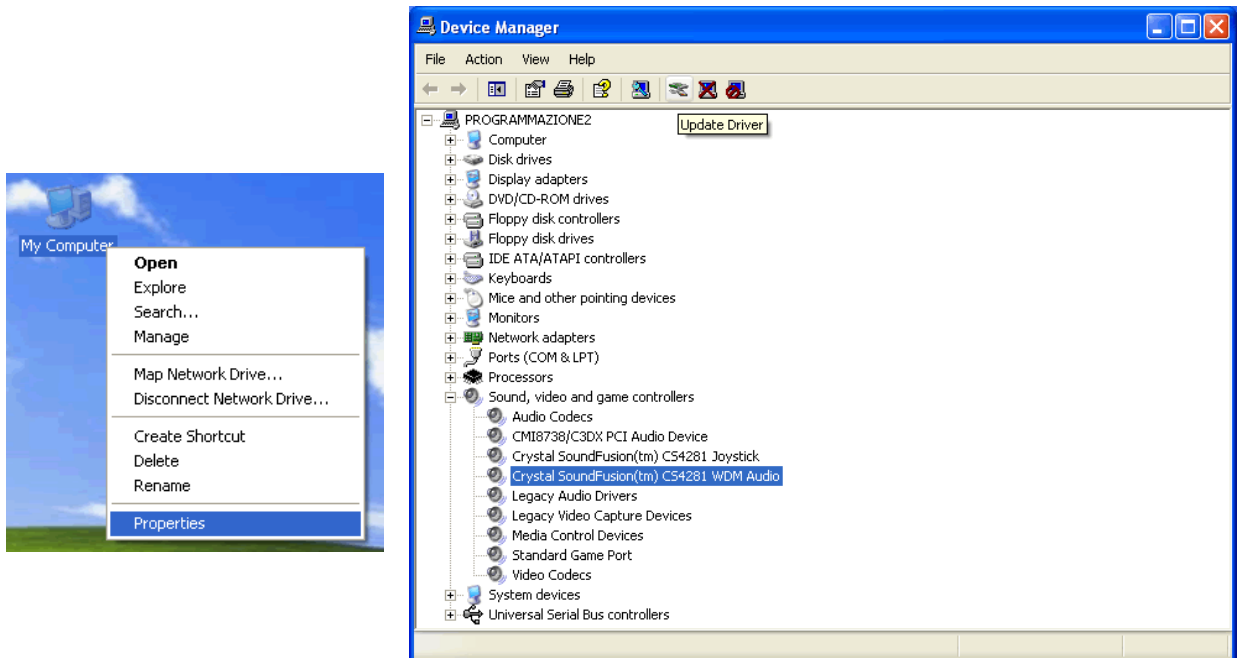 My Computer
Open
Explore
Search...
Manage
Map Network Drive...
Disconnect Network Drive...
Create Shortcut
Delete
Rename
Properties
Device Manager
File Action View Help
Update Driver
PROGRAMMAZIONE2
Computer
Disk drives
Display adapters
DVD/CD-ROM drives
Floppy disk controllers
Floppy disk drives
IDE ATA/ATAPI controllers
Keyboards
Mice and other pointing devices
Monitors
Network adapters
Ports (COM & LPT)
Processors
Sound, video and game controllers
Audio Codecs
CMI8738/C3DX PCI Audio Device
Crystal SoundFusion(tm) CS4281 Joystick
Crystal SoundFusion(tm) CS4281 WDM Audio
Legacy Audio Drivers
Legacy Video Capture Devices
Media Control Devices
Standard Game Port
Video Codecs
System devices
Universal Serial Bus controllers